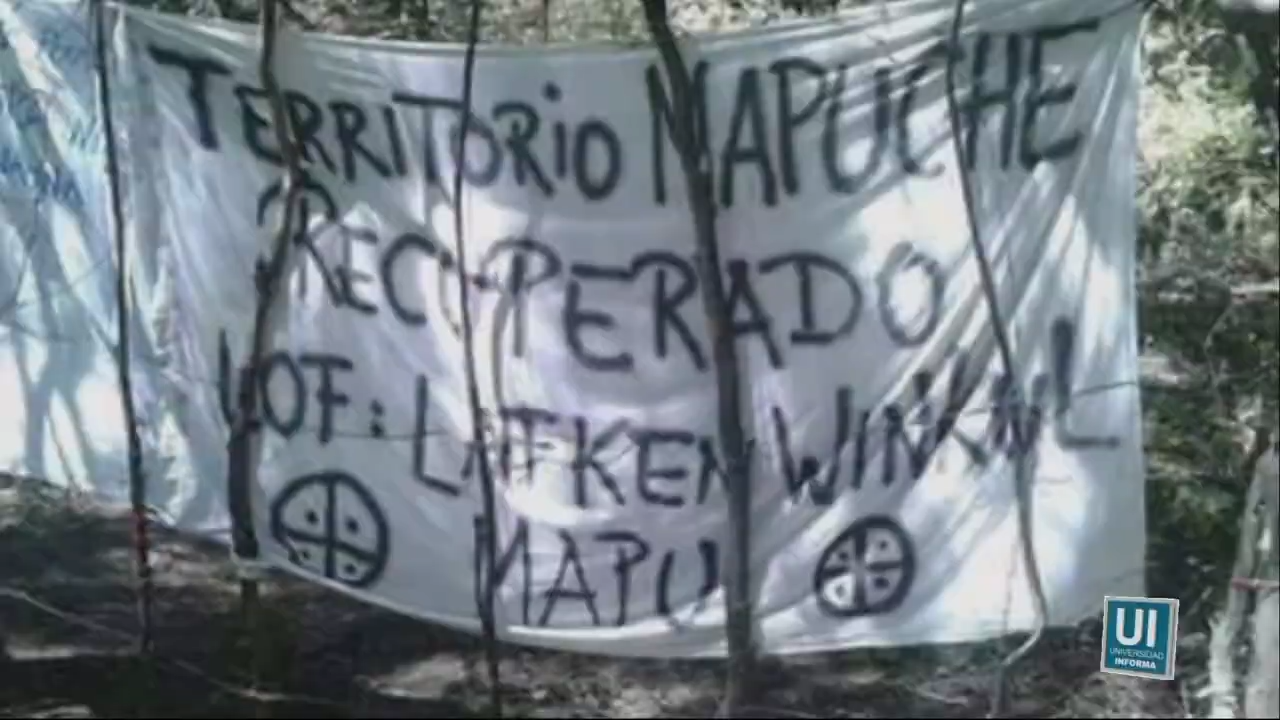 TERRITORiO MAPUCHE
RECUPERADO
LOF: LAFKEN WINKUL
MAPU
UI
UNIVERSIDAD
INFORMA